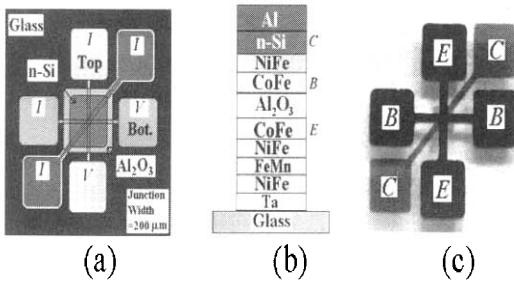 Glass
I
I
Top
n-Si
I
V
Bot.
I
V
Al₂O₃
Junction
Width
=200 μm
(a)
Al
n-Si C
NiFe
CoFe B
Al₂O₃
CoFe E
NiFe
FeMn
NiFe
Ta
Glass
(b)
E
C
B
B
C
E
(c)